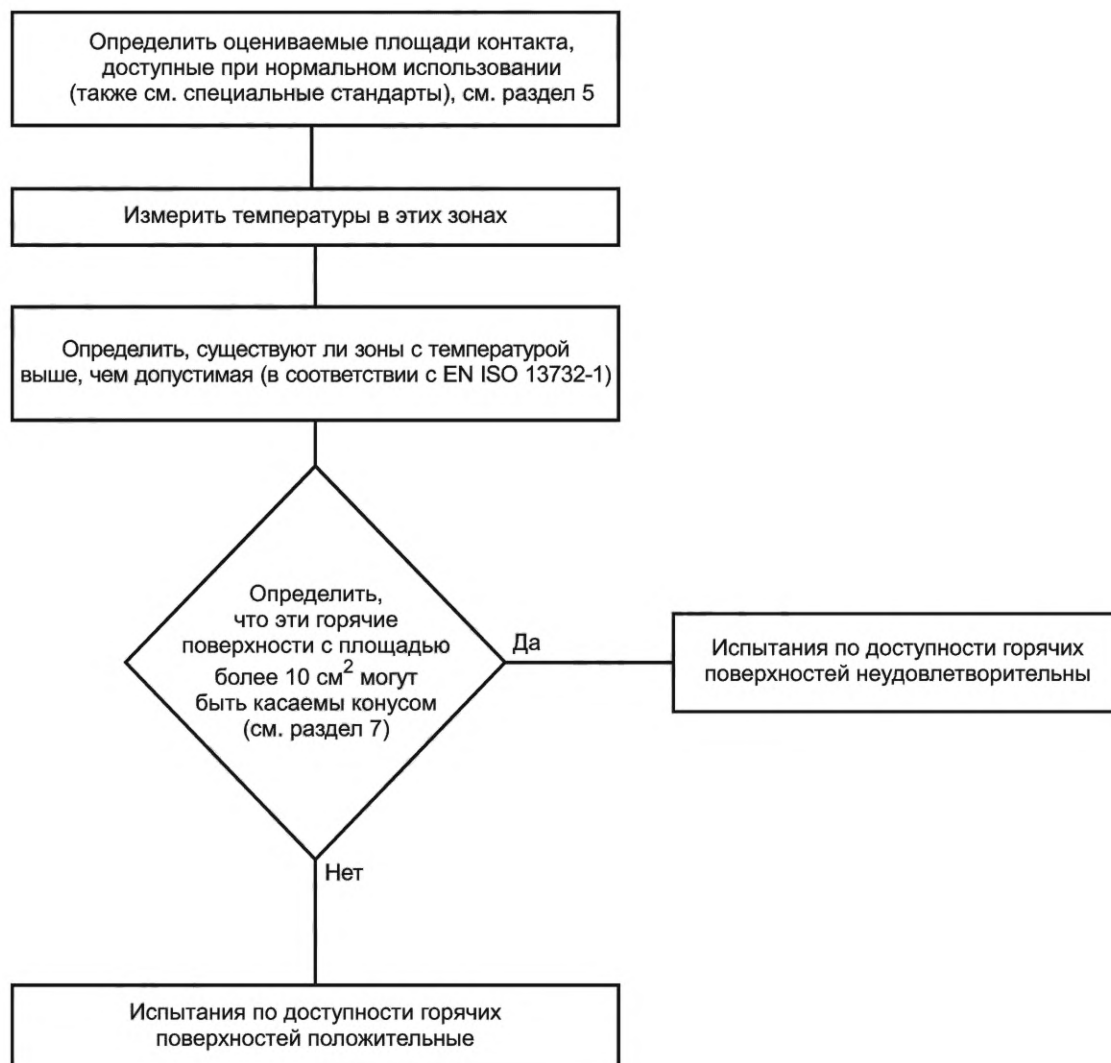 Определить оцениваемые площади контакта,
доступные при нормальном использовании
(также см. специальные стандарты), см. раздел 5
Измерить температуры в этих зонах
Определить, существуют ли зоны с температурой
выше, чем допустимая (в соответствии с EN ISO 13732-1)
Определить,
что эти горячие
поверхности с площадью
более 10 см² могут
быть касаемы конусом
(см. раздел 7)
Да
Испытания по доступности горячих
поверхностей неудовлетворительны
Нет
Испытания по доступности горячих
поверхностей положительные